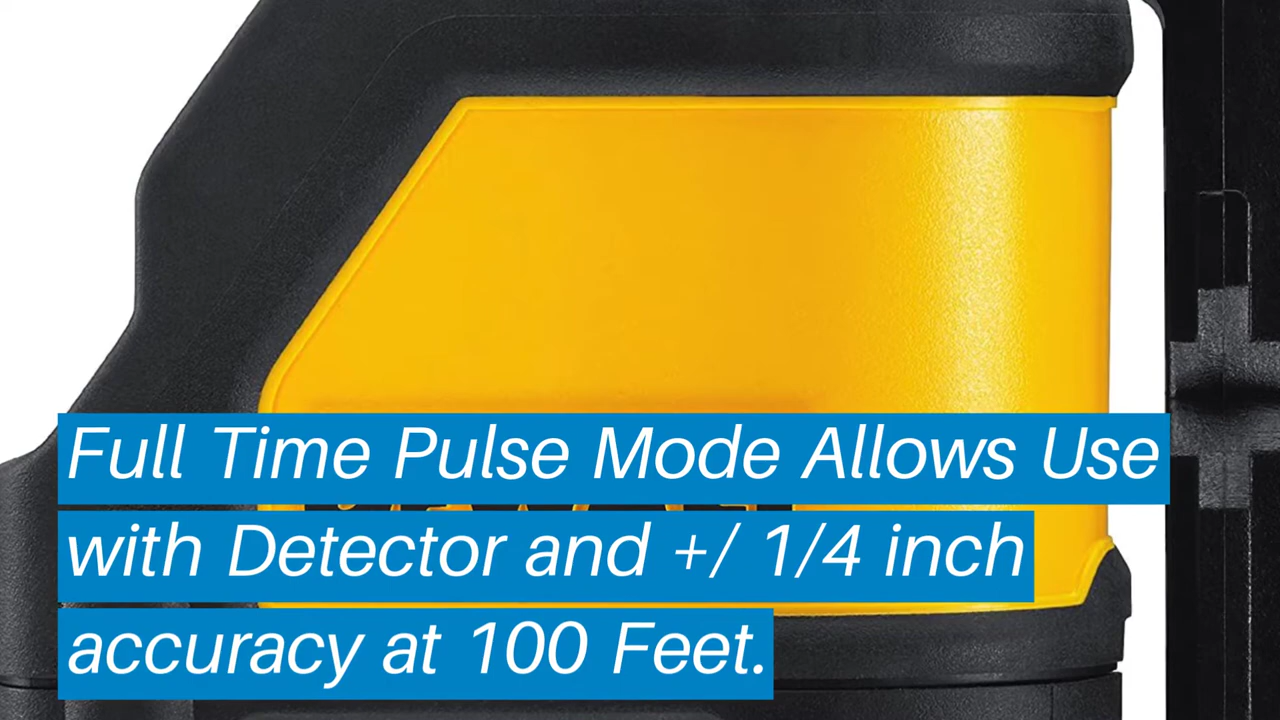 Full Time Pulse Mode Allows Use
with Detector and +/ 1/4 inch
accuracy at 100 Feet.